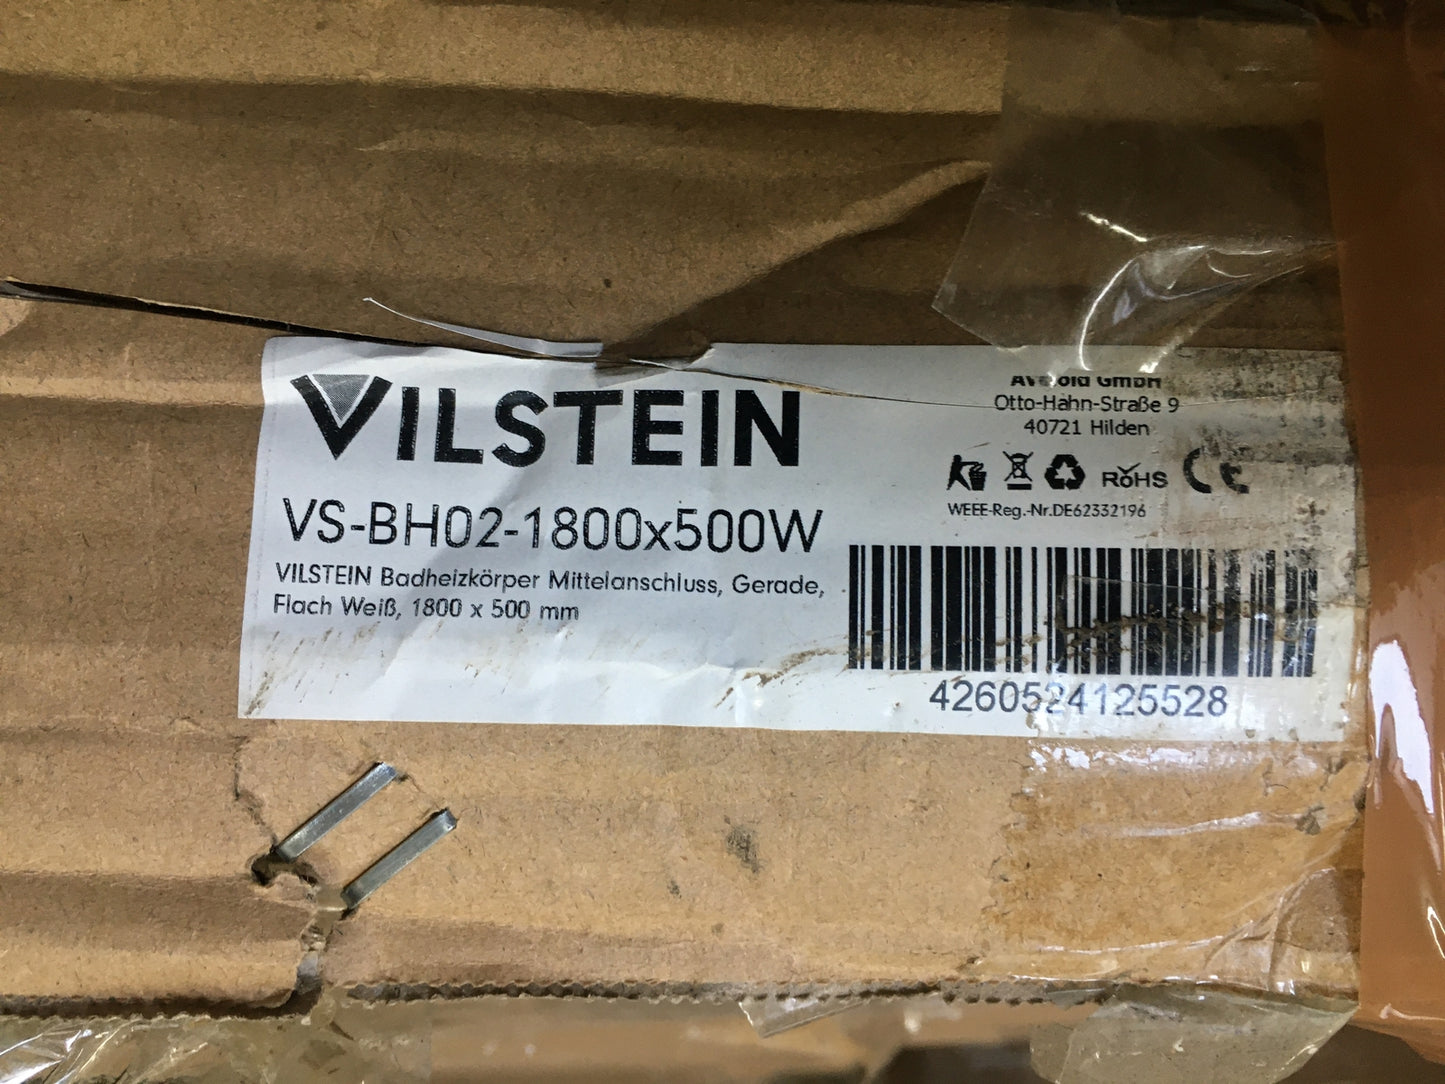 VILSTEIN
VS-BH02-1800x500W
VILSTEIN Badheizkörper Mittelanschluss, Gerade,
Flach Weiß, 1800 x 500 mm
GmbH
Otto-Hahn-Straße 9
40721 Hilden
RoHS CE
WEEE-Reg.-Nr.DE62332196
4260524125528